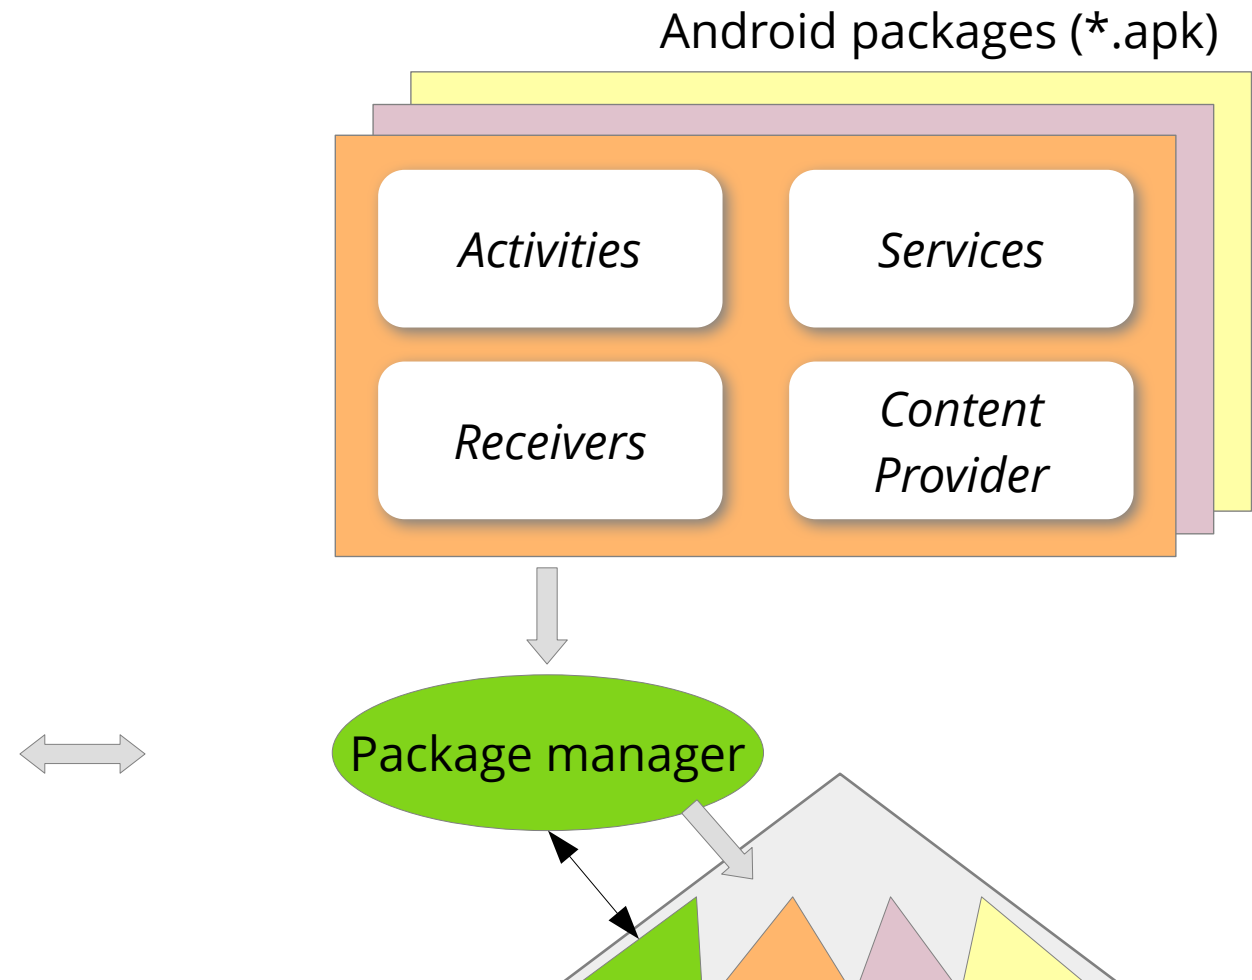 Android packages (*.apk)
Activities
Services
Receivers
Content
Provider
Package manager